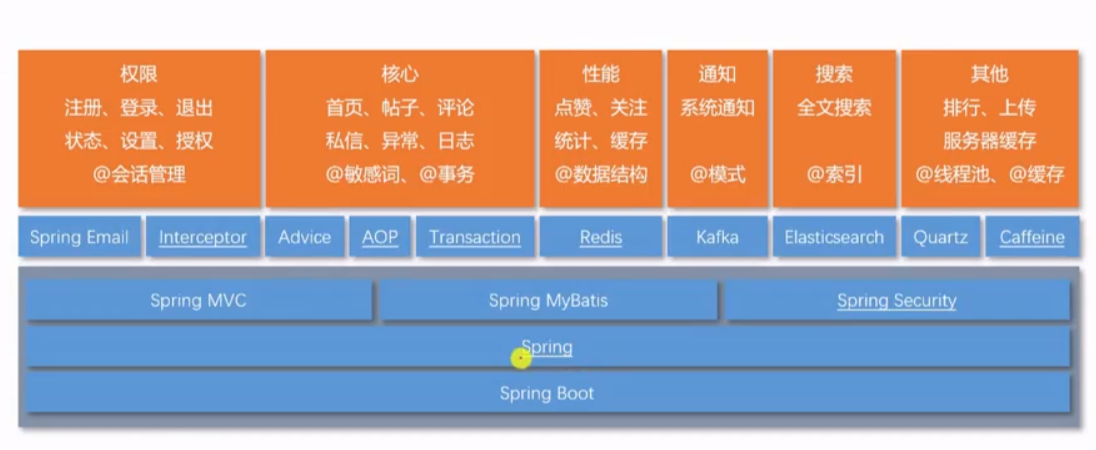 权限
注册、登录、退出
状态、设置、授权
@会话管理
核心
首页、帖子、评论
私信、异常、日志
@敏感词、@事务
性能
点赞、关注
统计、缓存
@数据结构
通知
系统通知
@模式
搜索
全文搜索
@索引
其他
排行、上传
服务器缓存
@线程池、@缓存
Spring Email
Interceptor
Advice
AOP
Transaction
Redis
Kafka
Elasticsearch
Quartz
Caffeine
Spring MVC
Spring MyBatis
Spring Security
Spring
Spring Boot